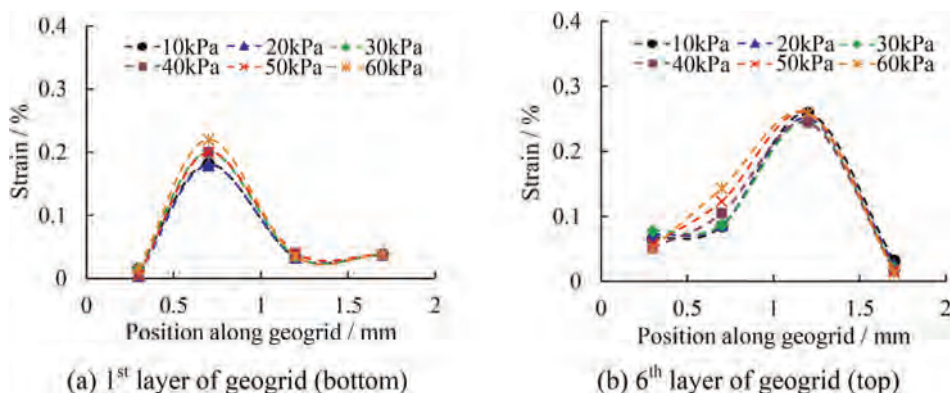 0.4
0.3
0.2
0.1
0
Strain / %
10kPa 20kPa 30kPa
40kPa 50kPa 60kPa
0 0.5 1 1.5 2
Position along geogrid / mm
(a) 1st layer of geogrid (bottom)
0.4
0.3
0.2
0.1
0
Strain / %
10kPa 20kPa 30kPa
40kPa 50kPa 60kPa
0 0.5 1 1.5 2
Position along geogrid / mm
(b) 6th layer of geogrid (top)